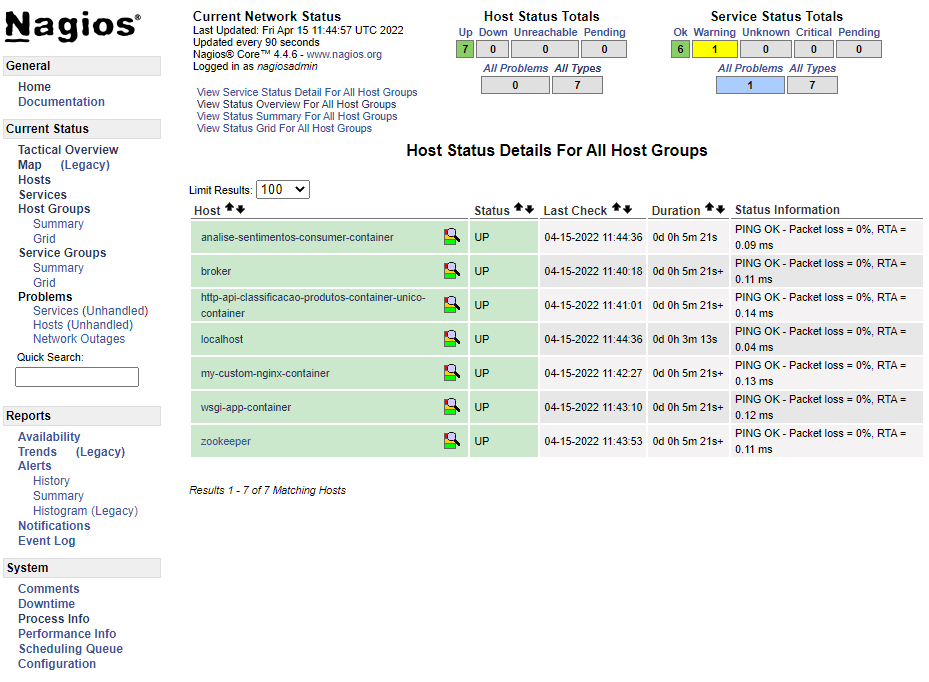 Nagios®
General
Home
Documentation
Current Status
Tactical Overview
Map (Legacy)
Hosts
Services
Host Groups
Summary
Grid
Service Groups
Summary
Grid
Problems
Services (Unhandled)
Hosts (Unhandled)
Network Outages
Quick Search:
Reports
Availability
Trends (Legacy)
Alerts
History
Summary
Histogram (Legacy)
Notifications
Event Log
System
Comments
Downtime
Process Info
Performance Info
Scheduling Queue
Configuration
Current Network Status
Last Updated: Fri Apr 15 11:44:57 UTC 2022
Updated every 90 seconds
Nagios® Core™ 4.4.6 - www.nagios.org
Logged in as nagiosadmin
View Service Status Detail For All Host Groups
View Status Overview For All Host Groups
View Status Summary For All Host Groups
View Status Grid For All Host Groups
Host Status Totals
Up Down Unreachable Pending
7 0 0 0
All Problems All Types
0 7
Service Status Totals
Ok Warning Unknown Critical Pending
6 1 0 0 0
All Problems All Types
1 7
Host Status Details For All Host Groups
Limit Results: 100
Host Status Last Check Duration Status Information
analise-sentimentos-consumer-container UP 04-15-2022 11:44:36 0d 0h 5m 21s PING OK - Packet loss = 0%, RTA =
0.09 ms
broker UP 04-15-2022 11:40:18 0d 0h 5m 21s+ PING OK - Packet loss = 0%, RTA =
0.11 ms
http-api-classificacao-produtos-container-unico-
container UP 04-15-2022 11:41:01 0d 0h 5m 21s+ PING OK - Packet loss = 0%, RTA =
0.14 ms
localhost UP 04-15-2022 11:44:36 0d 0h 3m 13s PING OK - Packet loss = 0%, RTA =
0.04 ms
my-custom-nginx-container UP 04-15-2022 11:42:27 0d 0h 5m 21s+ PING OK - Packet loss = 0%, RTA =
0.13 ms
wsgi-app-container UP 04-15-2022 11:43:10 0d 0h 5m 21s+ PING OK - Packet loss = 0%, RTA =
0.12 ms
zookeeper UP 04-15-2022 11:43:53 0d 0h 5m 21s+ PING OK - Packet loss = 0%, RTA =
0.11 ms
Results 1 - 7 of 7 Matching Hosts